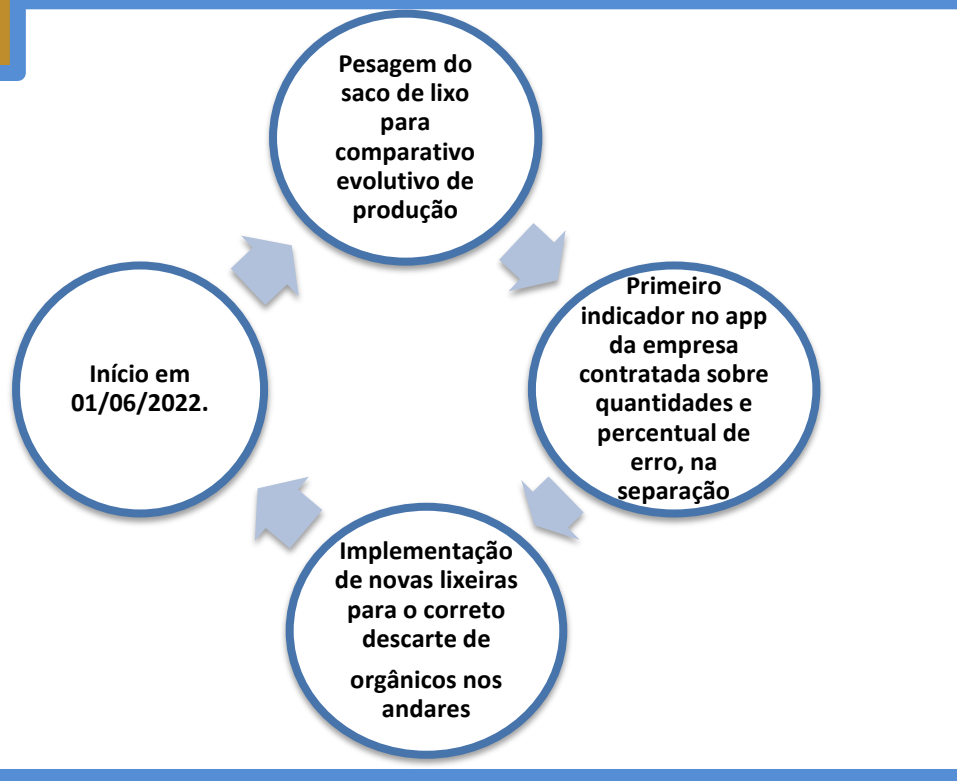 Pesagem do
saco de lixo
para
comparativo
evolutivo de
produção
Primeiro
indicador no app
da empresa
contratada sobre
quantidades e
percentual de
erro, na
separação
Implementação
de novas lixeiras
para o correto
descarte de
orgânicos nos
andares
Início em
01/06/2022.